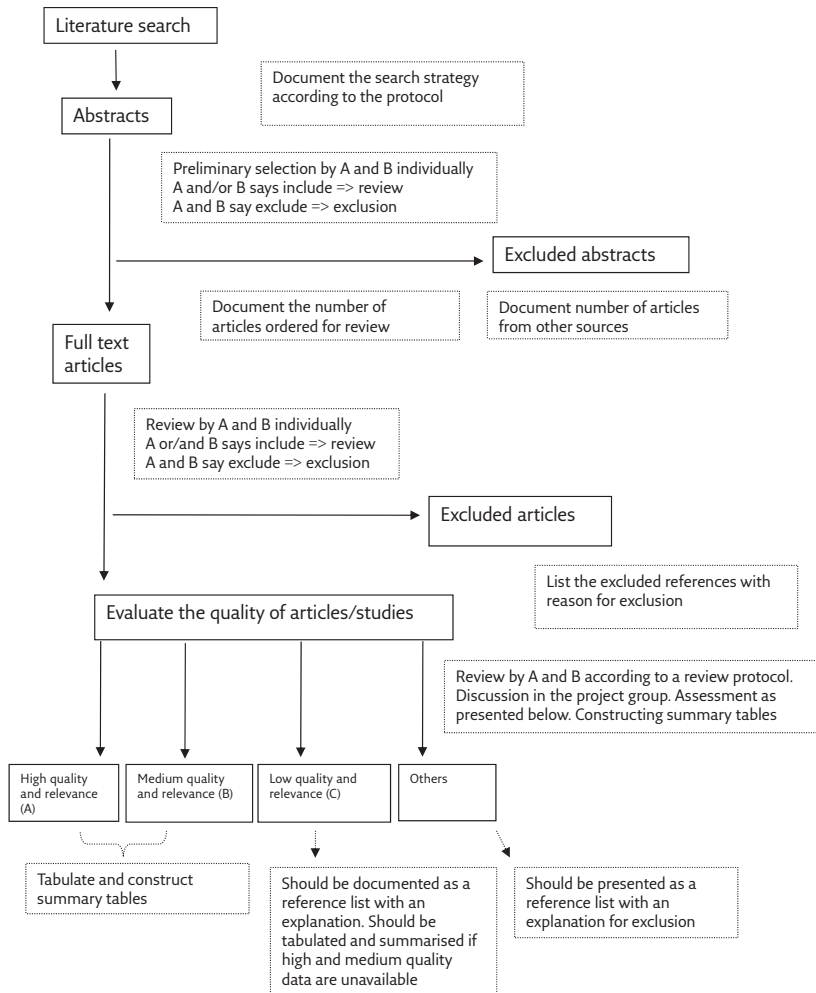 Literature search
Document the search strategy
according to the protocol
Abstracts
Preliminary selection by A and B individually
A and/or B says include => review
A and B say exclude => exclusion
Excluded abstracts
Document the number of
articles ordered for review
Document number of articles
from other sources
Full text
articles
Review by A and B individually
A or/and B says include => review
A and B say exclude => exclusion
Excluded articles
List the excluded references with
reason for exclusion
Evaluate the quality of articles/studies
Review by A and B according to a review protocol.
Discussion in the project group. Assessment as
presented below. Constructing summary tables
High quality
and relevance
(A)
Medium quality
and relevance (B)
Low quality and
relevance (C)
Others
Tabulate and construct
summary tables
Should be documented as a
reference list with an
explanation. Should be
tabulated and summarised if
high and medium quality
data are unavailable
Should be presented as a
reference list with an
explanation for exclusion